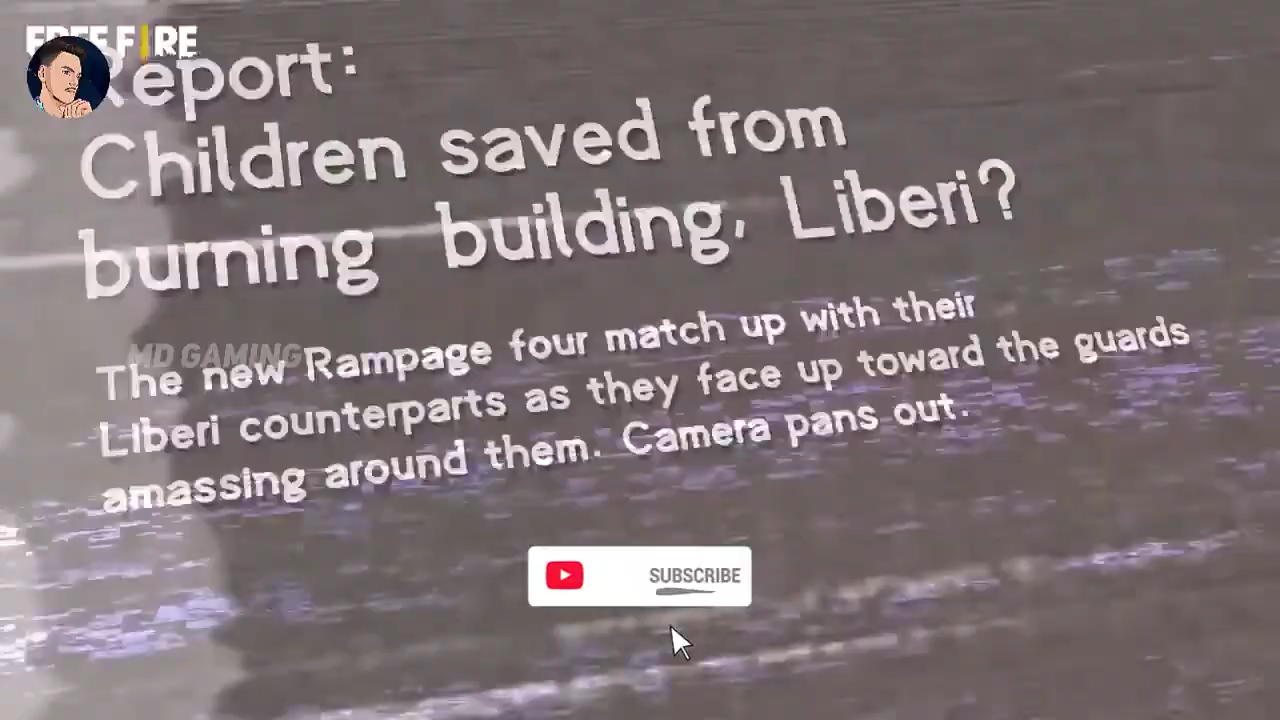 FREE FIRE
Report:
Children saved from
burning building, Liberi?
MD GAMING
The new Rampage four match up with their
Liberi counterparts as they face up toward the guards
amassing around them. Camera pans out.
SUBSCRIBE